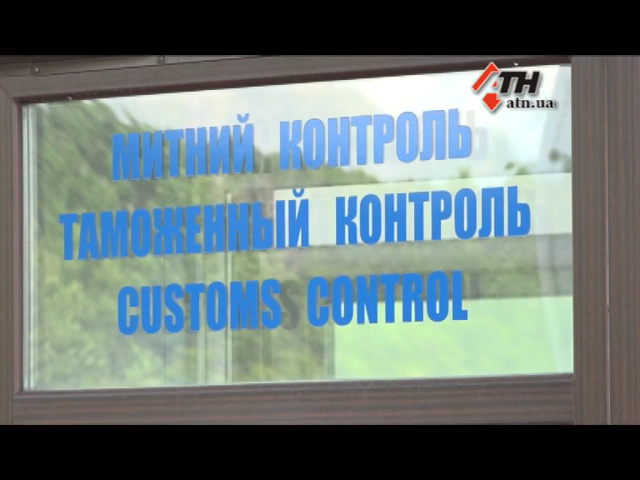 АТН
atn.ua
МИТНИЙ КОНТРОЛЬ
ТАМОЖЕННЫЙ КОНТРОЛЬ
CUSTOMS CONTROL